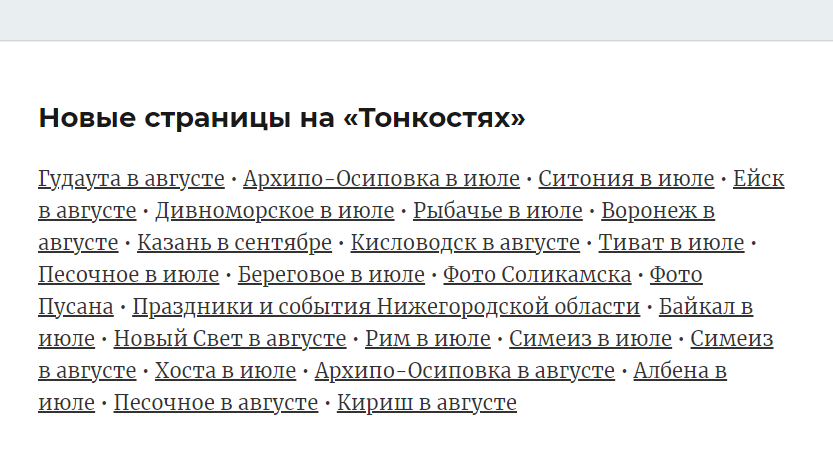 Новые страницы на «Тонкостях»
Гудаута в августе • Архипо-Осиповка в июле • Ситония в июле • Ейск
в августе • Дивноморское в июле • Рыбачье в июле • Воронеж в
августе • Казань в сентябре • Кисловодск в августе • Тиват в июле •
Песочное в июле • Береговое в июле • Фото Соликамска • Фото
Пусана • Праздники и события Нижегородской области • Байкал в
июле • Новый Свет в августе • Рим в июле • Симеиз в июле • Симеиз
в августе • Хоста в июле • Архипо-Осиповка в августе • Албена в
июле • Песочное в августе • Кириш в августе